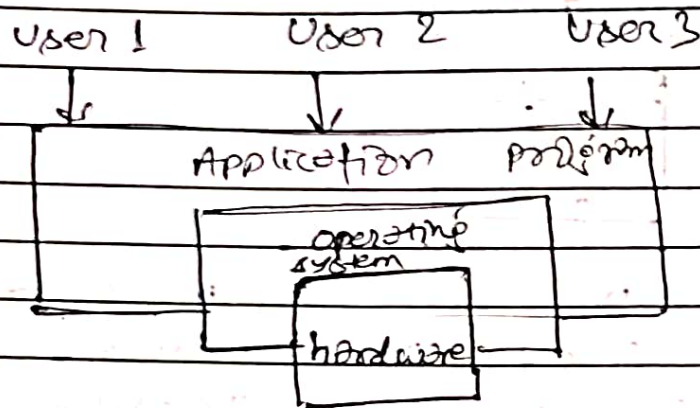 User 1 User 2 User 3
Application Program
operating
system
hardware